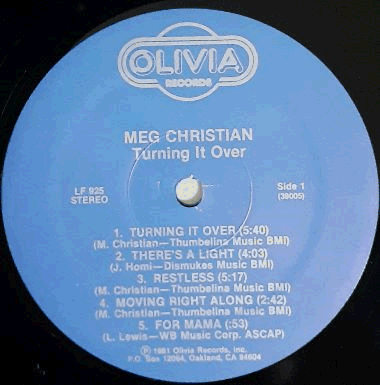 OLIVIA
RECORDS
MEG CHRISTIAN
Turning It Over
LF 925
STEREO
Side 1
(39005)
1. TURNING IT OVER (5:40)
(M. Christian—Thumbelina Music BMI)
2. THERE'S A LIGHT (4:03)
(J. Homi—Dismukes Music BMI)
3. RESTLESS (5:17)
(M. Christian—Thumbelina Music BMI)
4. MOVING RIGHT ALONG (2:42)
(M. Christian—Thumbelina Music BMI)
5. FOR MAMA (:53)
(L. Lewis—WB Music Corp. ASCAP)
℗ 1981 Olivia Records, Inc.
P.O. Box 12064, Oakland, CA 94604